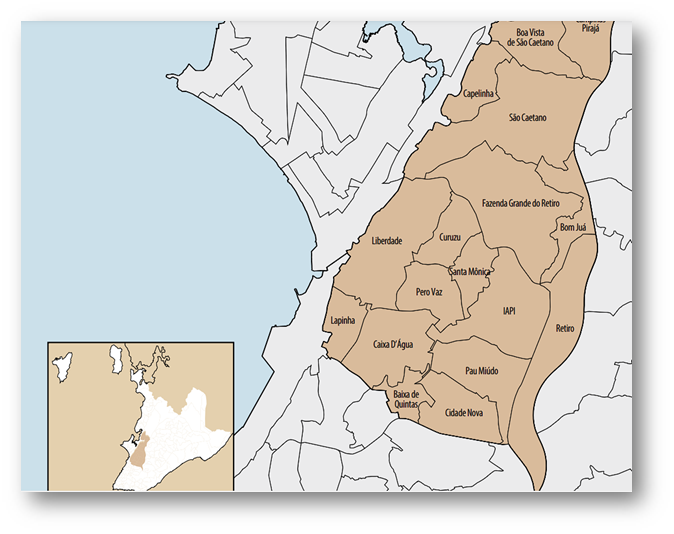 Boa Vista
de São Caetano
Pirajá
Capelinha
São Caetano
Fazenda Grande do Retiro
Bom Juá
Liberdade
Curuzu
Santa Mônica
Pero Vaz
IAPI
Lapinha
Retiro
Caixa D'Água
Pau Miúdo
Baixa de
Quintas
Cidade Nova